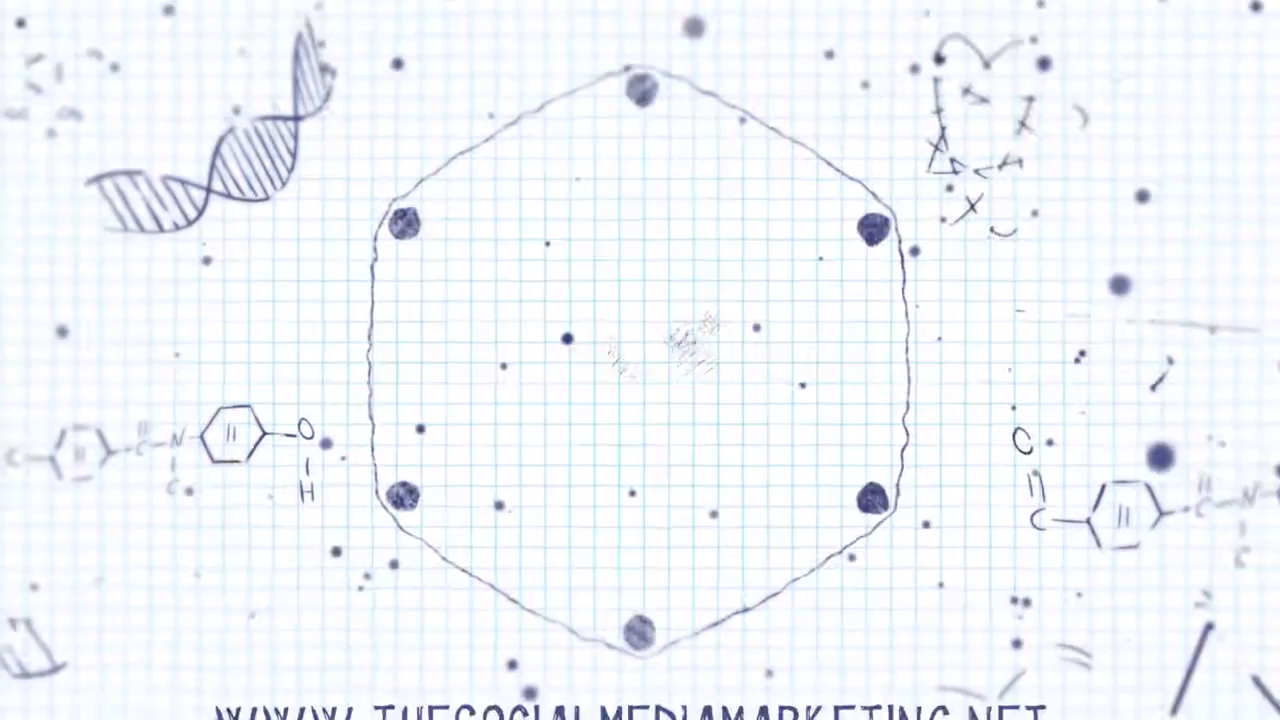 C N O
C H
O
C C N
WWW.THESOCIALMEDIAMARKETING.NET